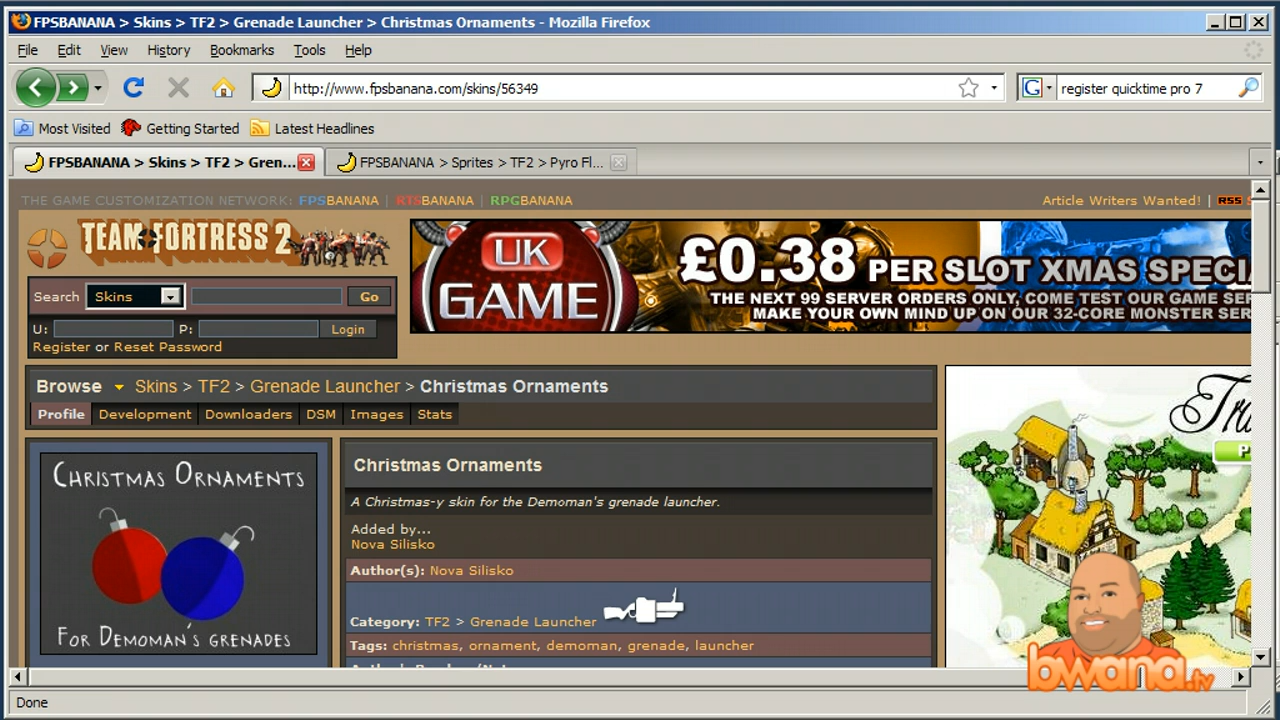 FPSBANANA > Skins > TF2 > Grenade Launcher > Christmas Ornaments - Mozilla Firefox
File Edit View History Bookmarks Tools Help
http://www.fpsbanana.com/skins/56349
G register quicktime pro 7
Most Visited Getting Started Latest Headlines
FPSBANANA > Skins > TF2 > Gren... FPSBANANA > Sprites > TF2 > Pyro Fl...
THE GAME CUSTOMIZATION NETWORK: FPSBANANA | RTSBANANA | RPGBANANA
Article Writers Wanted! | RSS S
TEAM FORTRESS 2
Search Skins Go
U: P: Login
Register or Reset Password
UK GAME
£0.38 PER SLOT XMAS SPECIA
THE NEXT 99 SERVER ORDERS ONLY, COME TEST OUR GAME SER
MAKE YOUR OWN MIND UP ON OUR 32-CORE MONSTER SER
Browse Skins > TF2 > Grenade Launcher > Christmas Ornaments
Profile Development Downloaders DSM Images Stats
CHRISTMAS ORNAMENTS
FOR DEMOMAN'S GRENADES
Christmas Ornaments
A Christmas-y skin for the Demoman's grenade launcher.
Added by...
Nova Silisko
Author(s): Nova Silisko
Category: TF2 > Grenade Launcher
Tags: christmas, ornament, demoman, grenade, launcher
Tra
P
bwana.tv
Done